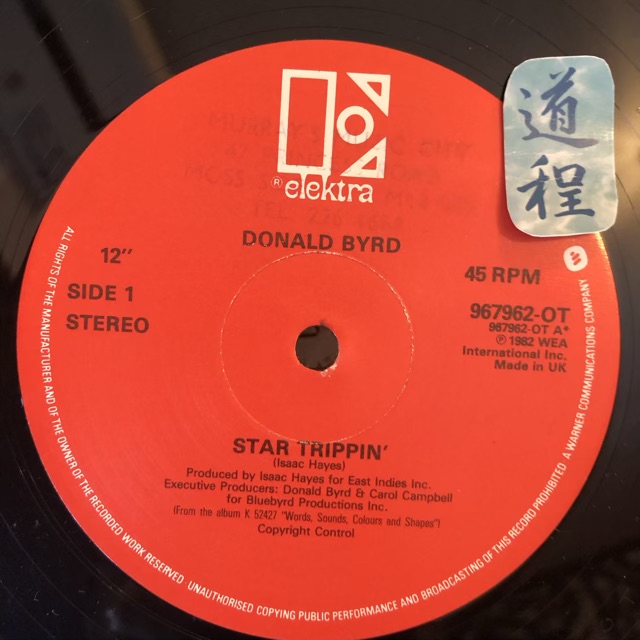 elektra
道程
DONALD BYRD
12"
SIDE 1
STEREO
45 RPM
967962-OT
967962-OT A*
℗ 1982 WEA
International Inc.
Made in UK
STAR TRIPPIN'
(Isaac Hayes)
Produced by Isaac Hayes for East Indies Inc.
Executive Producers: Donald Byrd & Carol Campbell
for Bluebyrd Productions Inc.
(From the album K 52427 "Words, Sounds, Colours and Shapes")
Copyright Control
ALL RIGHTS OF THE MANUFACTURER AND OF THE OWNER OF THE RECORDED WORK RESERVED. UNAUTHORISED COPYING PUBLIC PERFORMANCE AND BROADCASTING OF THIS RECORD PROHIBITED A WARNER COMMUNICATIONS COMPANY